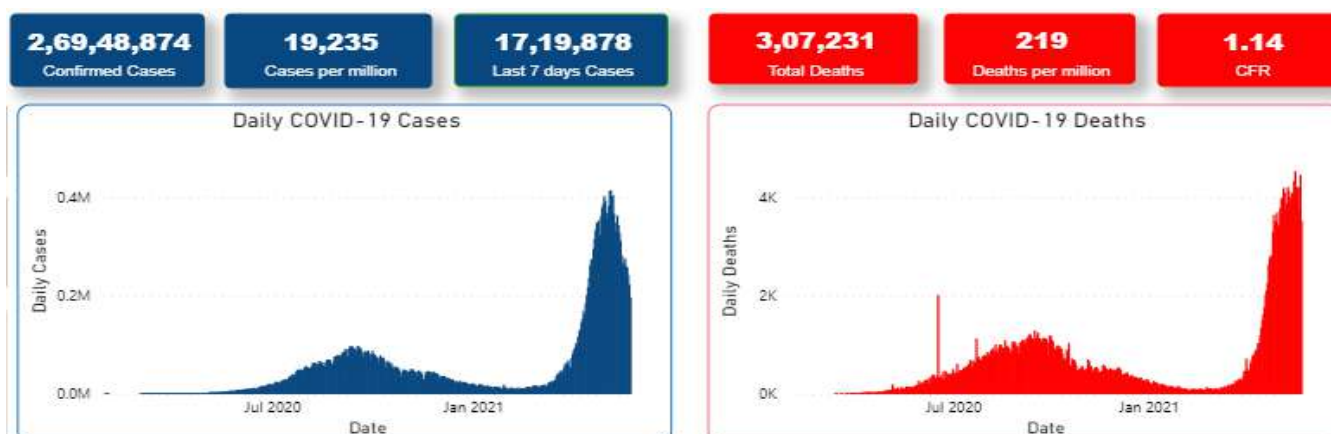 2,69,48,874
Confirmed Cases
19,235
Cases per million
17,19,878
Last 7 days Cases
3,07,231
Total Deaths
219
Deaths per million
1.14
CFR
Daily COVID-19 Cases
0.4M
0.2M
0.0M
Daily Cases
Jul 2020
Jan 2021
Date
Daily COVID-19 Deaths
4K
2K
0K
Daily Deaths
Jul 2020
Jan 2021
Date